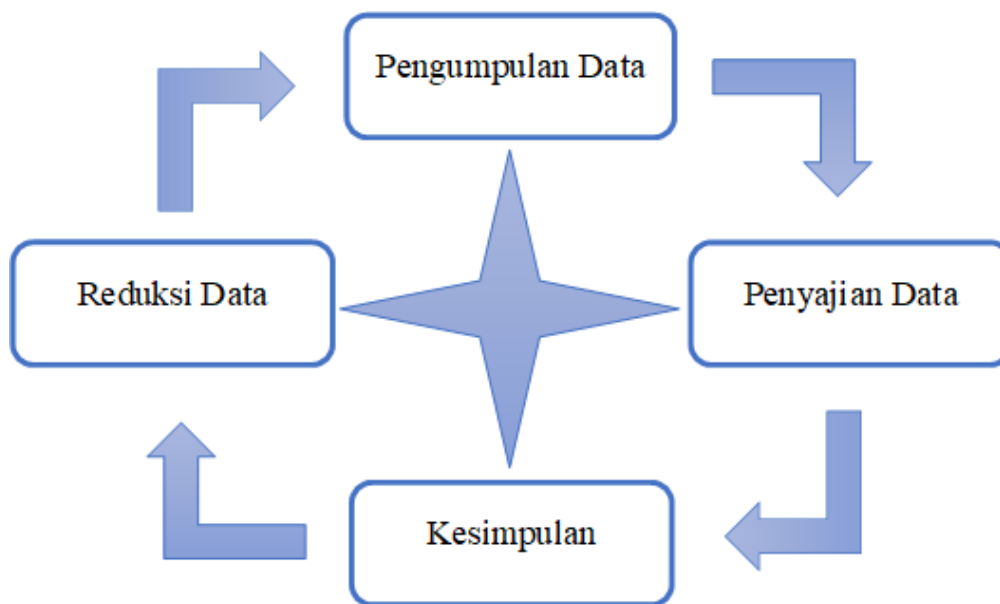 Pengumpulan Data
Reduksi Data
Penyajian Data
Kesimpulan